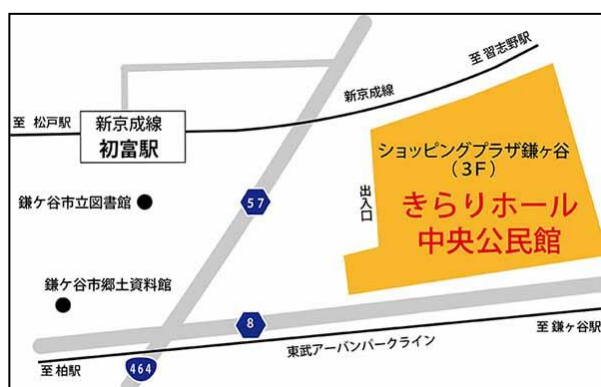 至 習志野駅
新京成線
至 松戸駅
新京成線
初富駅
ショッピングプラザ鎌ヶ谷
（３F）
きらりホール
中央公民館
出入口
鎌ケ谷市立図書館
57
鎌ケ谷市郷土資料館
8
至 鎌ヶ谷駅
東武アーバンパークライン
至 柏駅
464